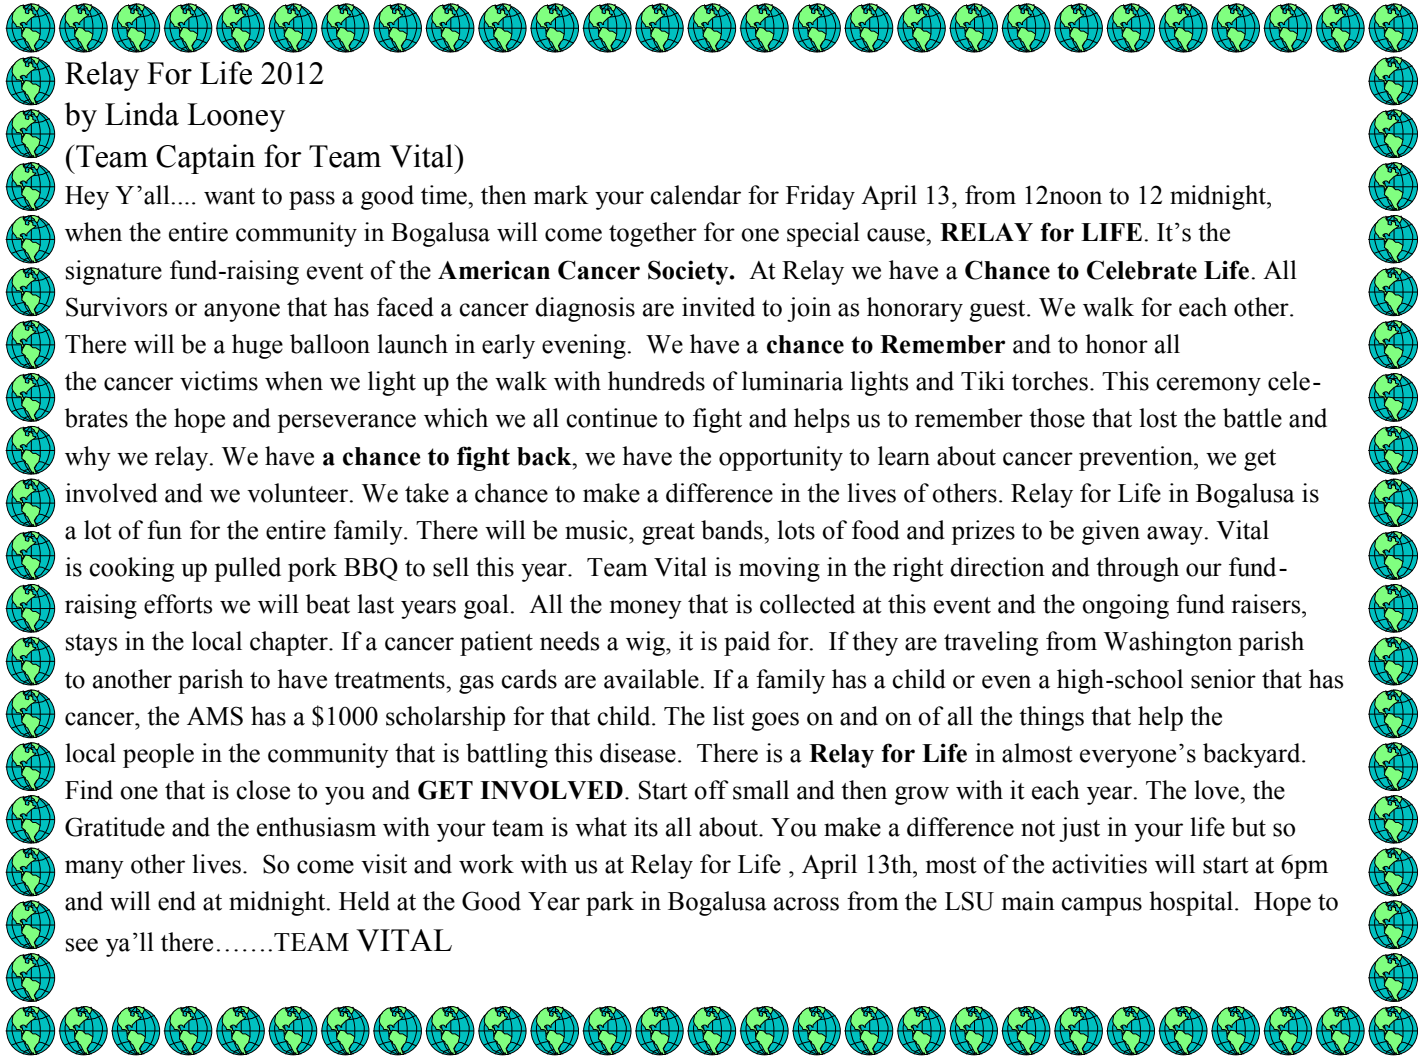 Relay For Life 2012
by Linda Looney
(Team Captain for Team Vital)
Hey Y’all.... want to pass a good time, then mark your calendar for Friday April 13, from 12noon to 12 midnight,
when the entire community in Bogalusa will come together for one special cause, RELAY for LIFE. It’s the
signature fund-raising event of the American Cancer Society.  At Relay we have a Chance to Celebrate Life. All
Survivors or anyone that has faced a cancer diagnosis are invited to join as honorary guest. We walk for each other.
There will be a huge balloon launch in early evening.  We have a chance to Remember and to honor all
the cancer victims when we light up the walk with hundreds of luminaria lights and Tiki torches. This ceremony cele-
brates the hope and perseverance which we all continue to fight and helps us to remember those that lost the battle and
why we relay. We have a chance to fight back, we have the opportunity to learn about cancer prevention, we get
involved and we volunteer. We take a chance to make a difference in the lives of others. Relay for Life in Bogalusa is
a lot of fun for the entire family. There will be music, great bands, lots of food and prizes to be given away. Vital
is cooking up pulled pork BBQ to sell this year.  Team Vital is moving in the right direction and through our fund-
raising efforts we will beat last years goal.  All the money that is collected at this event and the ongoing fund raisers,
stays in the local chapter. If a cancer patient needs a wig, it is paid for.  If they are traveling from Washington parish
to another parish to have treatments, gas cards are available. If a family has a child or even a high-school senior that has
cancer, the AMS has a $1000 scholarship for that child. The list goes on and on of all the things that help the
local people in the community that is battling this disease.  There is a Relay for Life in almost everyone’s backyard.
Find one that is close to you and GET INVOLVED. Start off small and then grow with it each year. The love, the
Gratitude and the enthusiasm with your team is what its all about. You make a difference not just in your life but so
many other lives.  So come visit and work with us at Relay for Life , April 13th, most of the activities will start at 6pm
and will end at midnight. Held at the Good Year park in Bogalusa across from the LSU main campus hospital.  Hope to
see ya’ll there…….TEAM VITAL